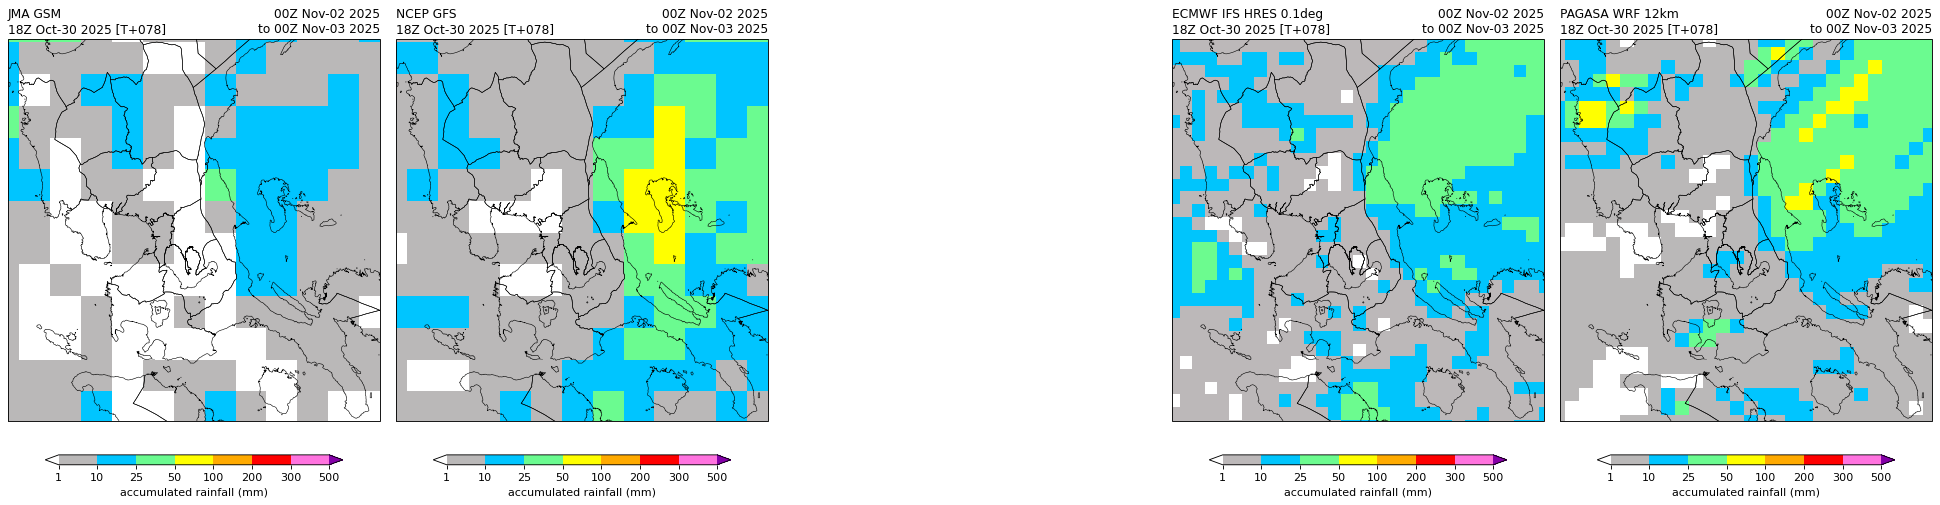 JMA GSM 00Z Nov-02 2025
18Z Oct-30 2025 [T+078] to 00Z Nov-03 2025
1 10 25 50 100 200 300 500
accumulated rainfall (mm)
NCEP GFS 00Z Nov-02 2025
18Z Oct-30 2025 [T+078] to 00Z Nov-03 2025
1 10 25 50 100 200 300 500
accumulated rainfall (mm)
ECMWF IFS HRES 0.1deg 00Z Nov-02 2025
18Z Oct-30 2025 [T+078] to 00Z Nov-03 2025
1 10 25 50 100 200 300 500
accumulated rainfall (mm)
PAGASA WRF 12km 00Z Nov-02 2025
18Z Oct-30 2025 [T+078] to 00Z Nov-03 2025
1 10 25 50 100 200 300 500
accumulated rainfall (mm)